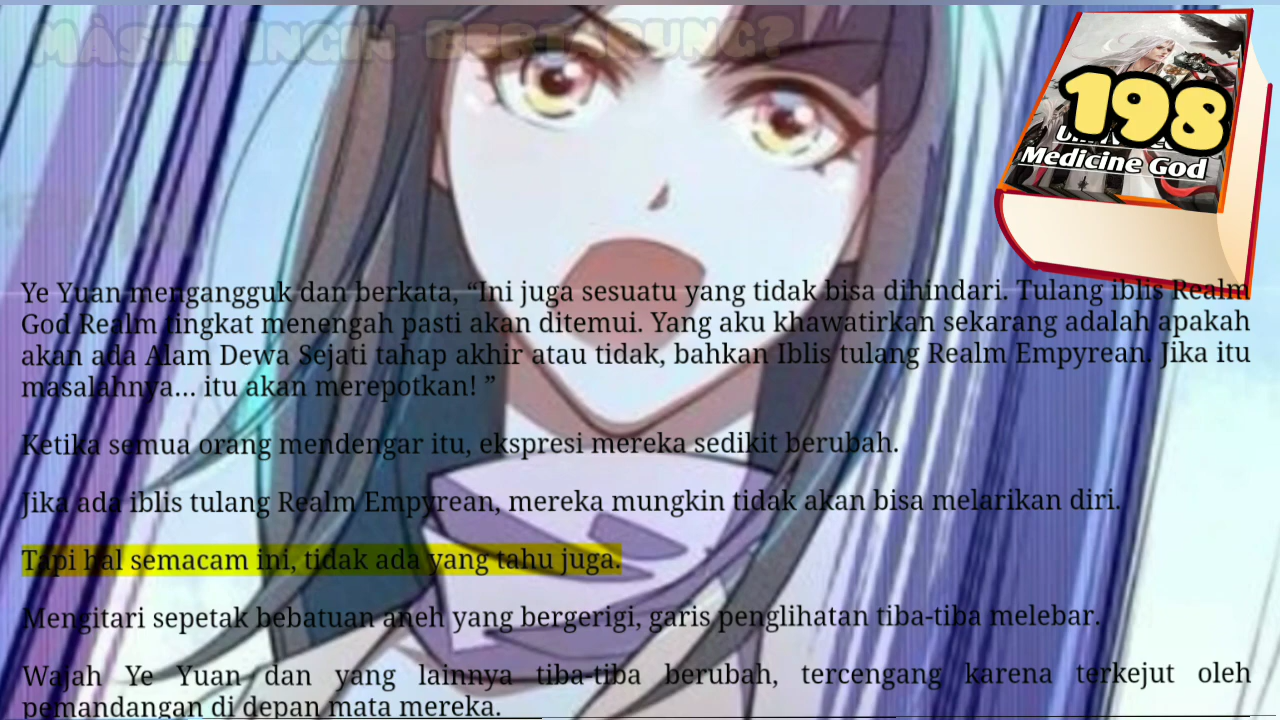 MASIH INGIN BERTARUNG?
198
Medicine God
Ye Yuan mengangguk dan berkata, “Ini juga sesuatu yang tidak bisa dihindari. Tulang iblis Realm
God Realm tingkat menengah pasti akan ditemui. Yang aku khawatirkan sekarang adalah apakah
akan ada Alam Dewa Sejati tahap akhir atau tidak, bahkan Iblis tulang Realm Empyrean. Jika itu
masalahnya… itu akan merepotkan! ”
Ketika semua orang mendengar itu, ekspresi mereka sedikit berubah.
Jika ada iblis tulang Realm Empyrean, mereka mungkin tidak akan bisa melarikan diri.
Tapi hal semacam ini, tidak ada yang tahu juga.
Mengitari sepetak bebatuan aneh yang bergerigi, garis penglihatan tiba-tiba melebar.
Wajah Ye Yuan dan yang lainnya tiba-tiba berubah, tercengang karena terkejut oleh
pemandangan di depan mata mereka.